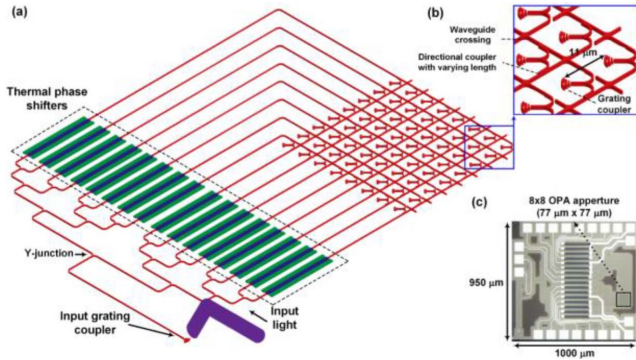 (a)
Thermal phase
shifters
Y-junction
Input grating
coupler
Input
light
(b)
Waveguide
crossing
Directional coupler
with varying length
11 μm
Grating
coupler
(c)
8x8 OPA apperture
(77 μm x 77 μm)
950 μm
1000 μm